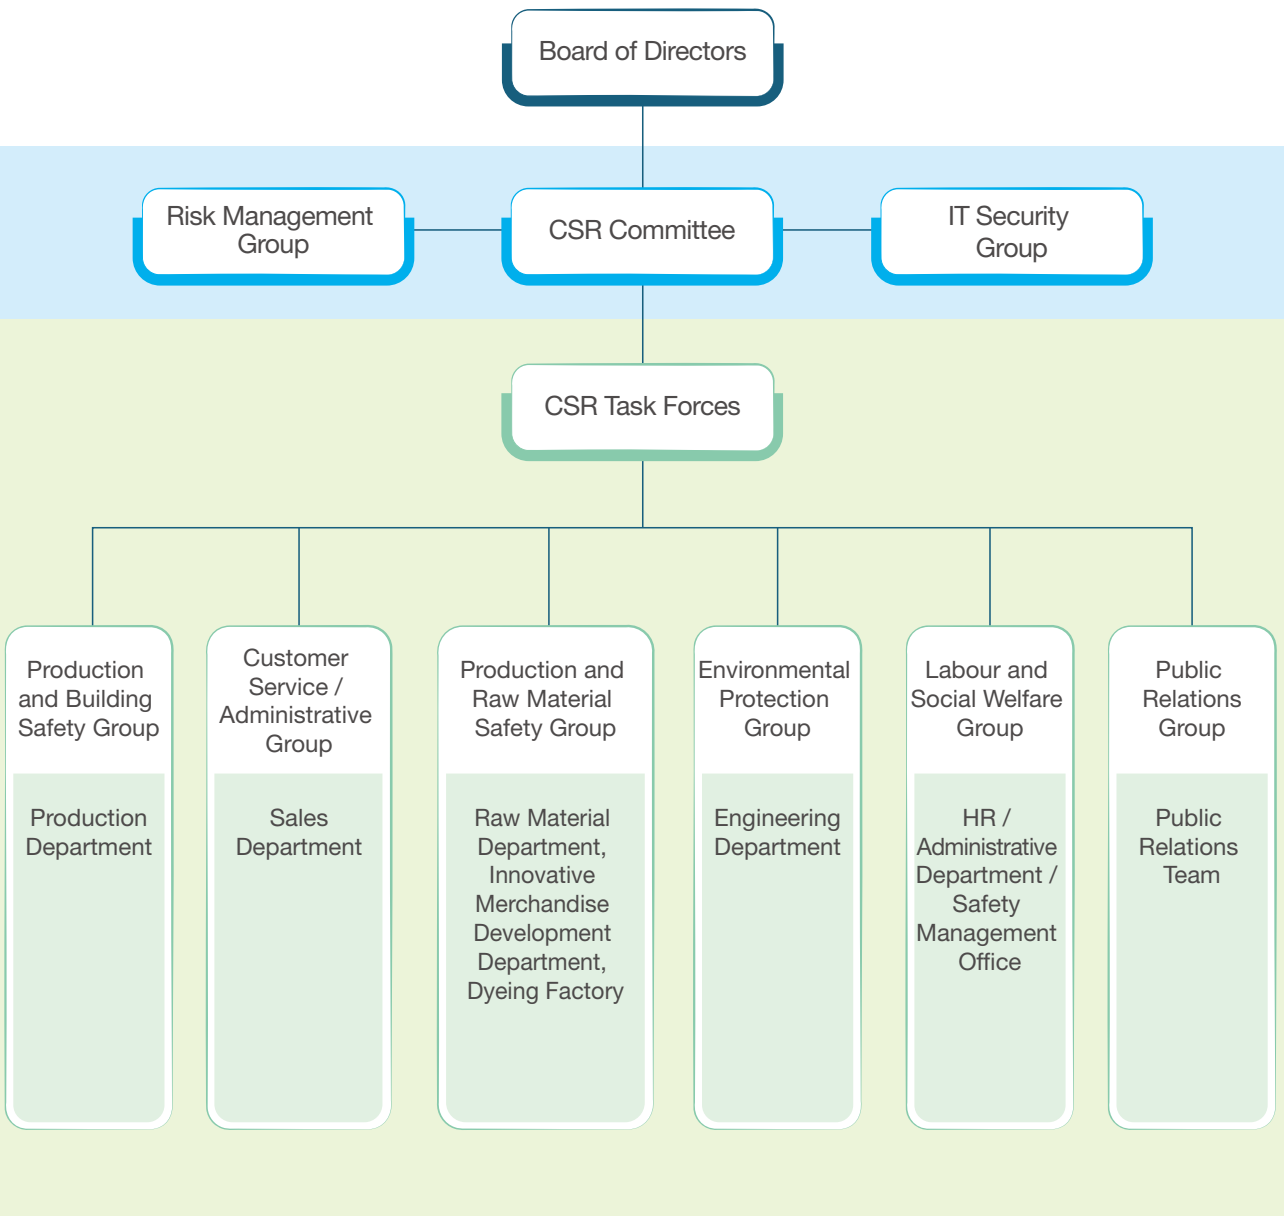 Board of Directors
Risk Management
Group
CSR Committee
IT Security
Group
CSR Task Forces
Production
and Building
Safety Group
Production
Department
Customer
Service /
Administrative
Group
Sales
Department
Production and
Raw Material
Safety Group
Raw Material
Department,
Innovative
Merchandise
Development
Department,
Dyeing Factory
Environmental
Protection
Group
Engineering
Department
Labour and
Social Welfare
Group
HR /
Administrative
Department /
Safety
Management
Office
Public
Relations
Group
Public
Relations
Team